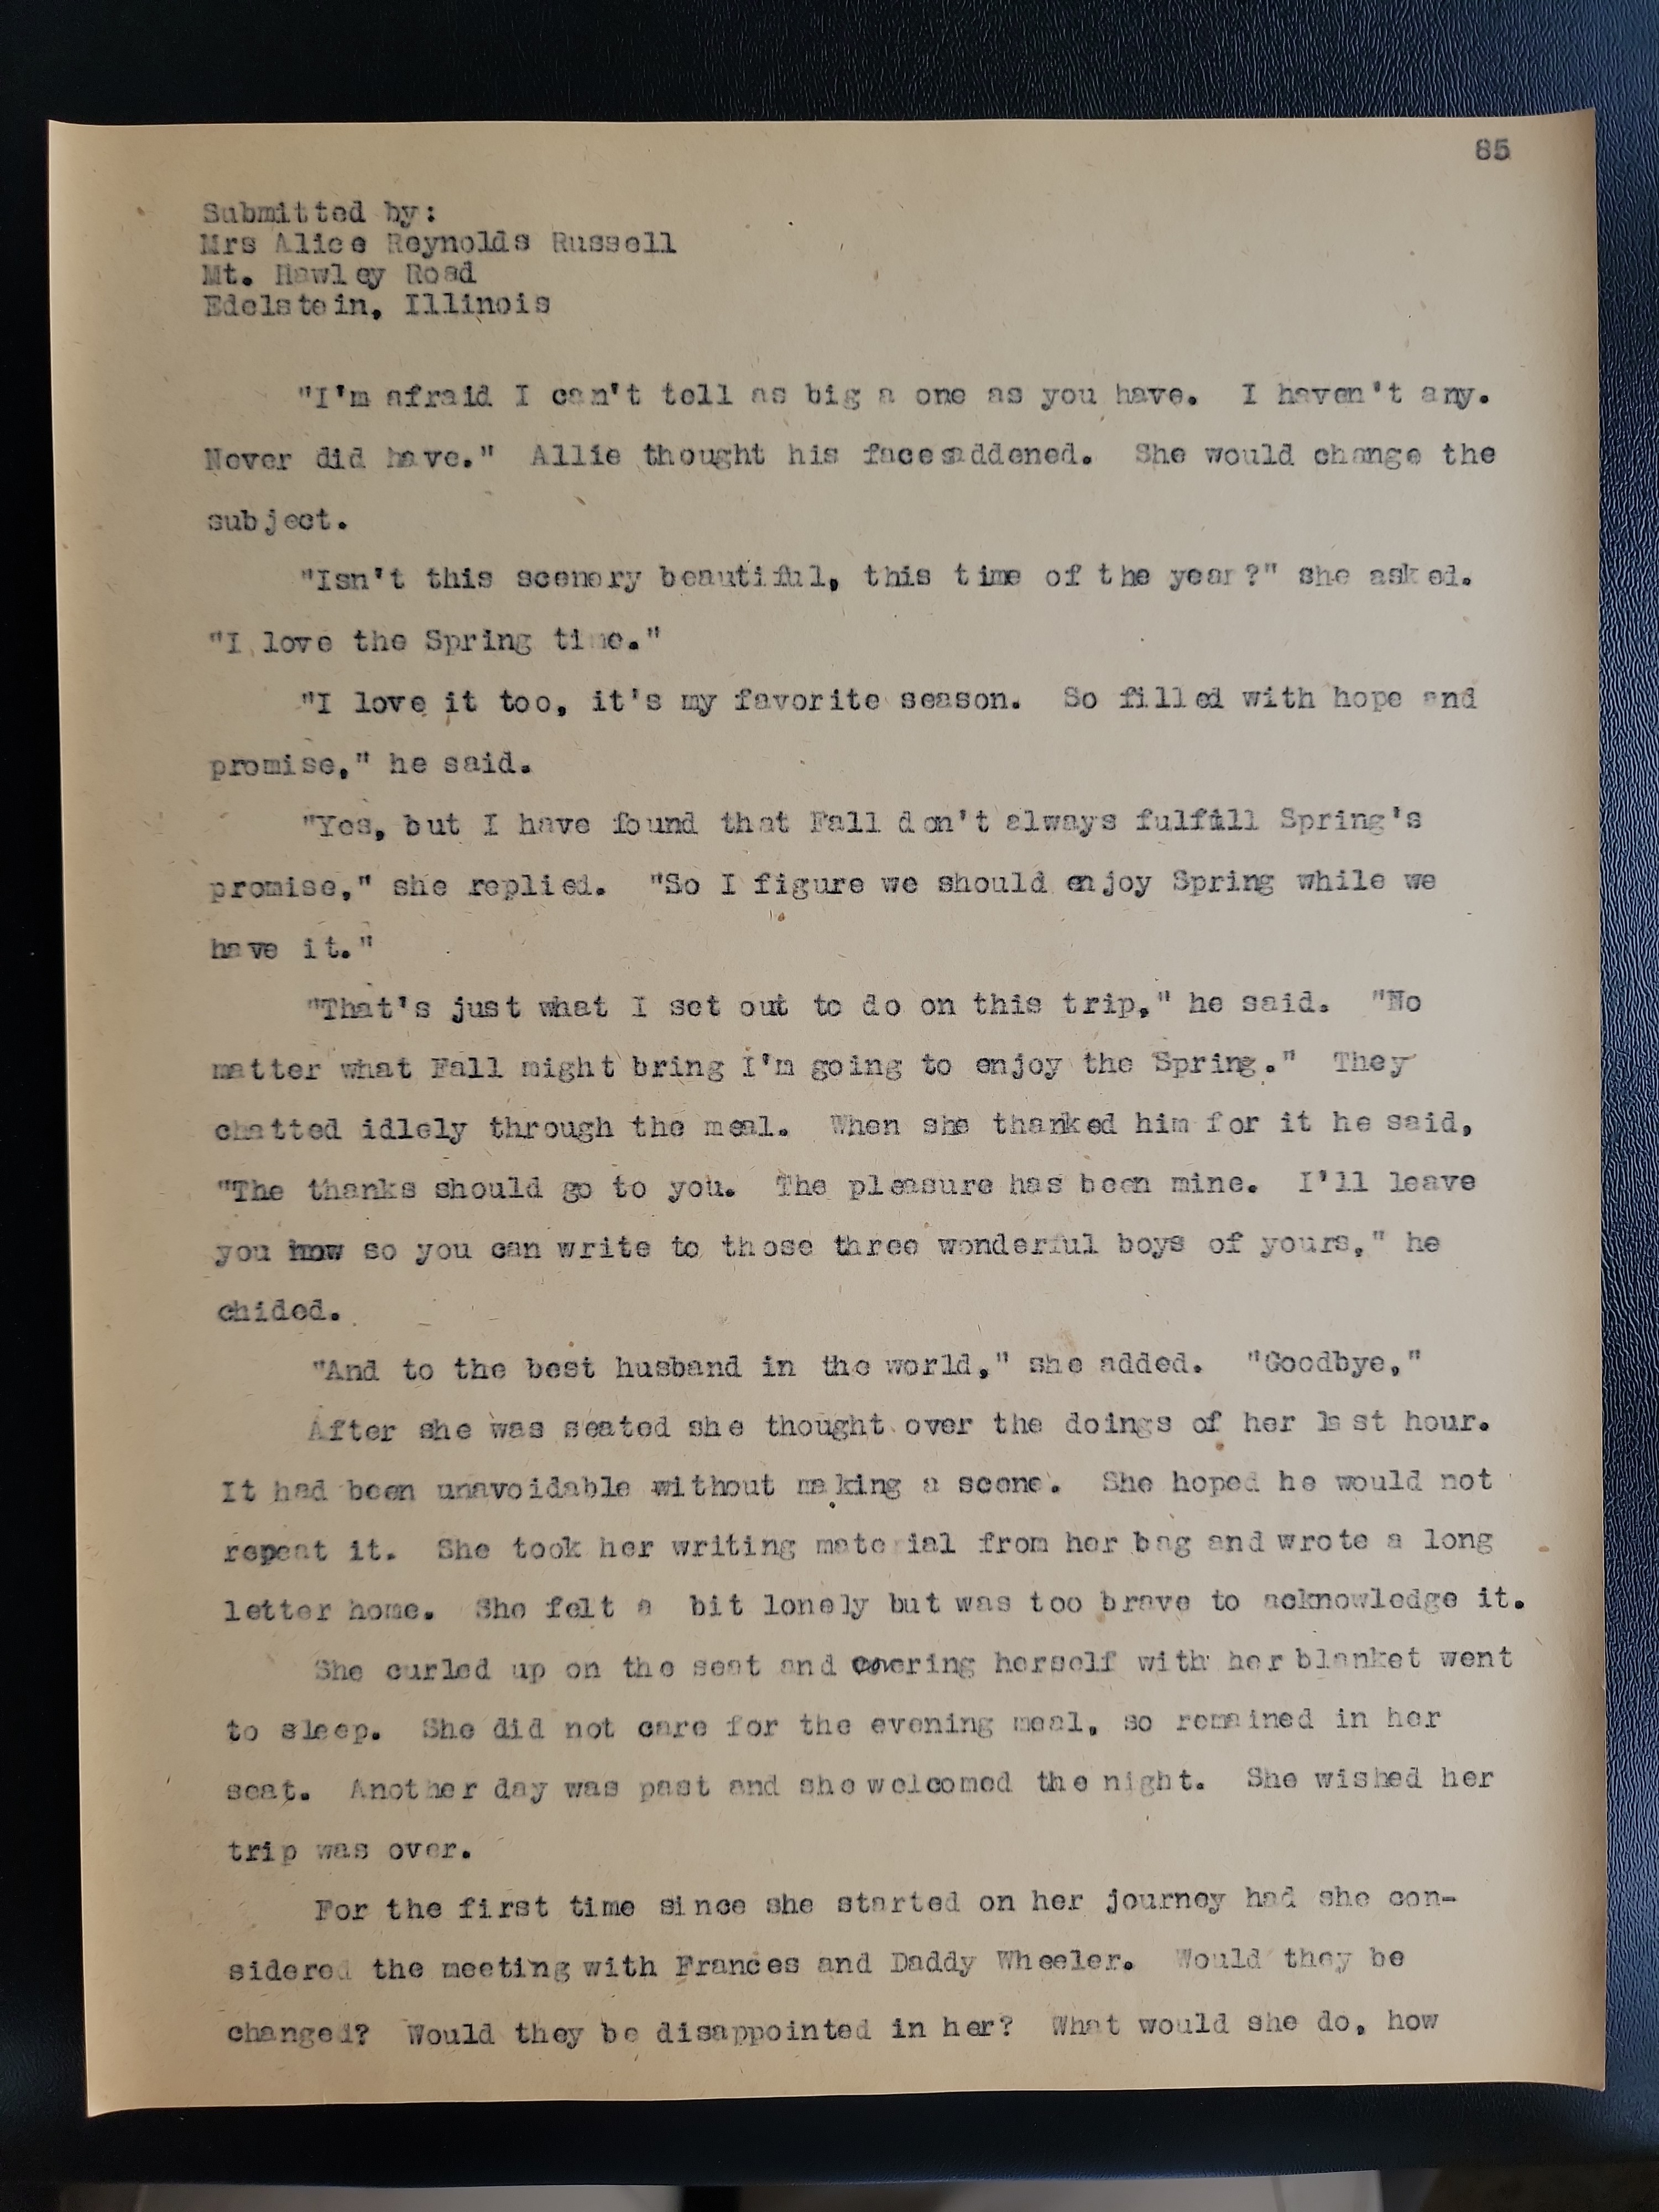 85
Submitted by:
Mrs Alice Reynolds Russell
Mt. Hawley Road
Edelstein, Illinois
"I'm afraid I can't tell as big a one as you have. I haven't any.
Never did have." Allie thought his face saddened. She would change the
subject.
"Isn't this scenery beautiful, this time of the year?" she asked.
"I love the Spring time."
"I love it too, it's my favorite season. So filled with hope and
promise," he said.
"Yes, but I have found that Fall don't always fulfill Spring's
promise," she replied. "So I figure we should enjoy Spring while we
have it."
"That's just what I set out to do on this trip," he said. "No
matter what Fall might bring I'm going to enjoy the Spring." They
chatted idlely through the meal. When she thanked him for it he said,
"The thanks should go to you. The pleasure has been mine. I'll leave
you now so you can write to those three wonderful boys of yours," he
chided.
"And to the best husband in the world," she added. "Goodbye,"
After she was seated she thought over the doings of her last hour.
It had been unavoidable without making a scene. She hoped he would not
repeat it. She took her writing material from her bag and wrote a long
letter home. She felt a bit lonely but was too brave to acknowledge it.
She curled up on the seat and covering herself with her blanket went
to sleep. She did not care for the evening meal, so remained in her
seat. Another day was past and she welcomed the night. She wished her
trip was over.
For the first time since she started on her journey had she con-
sidered the meeting with Frances and Daddy Wheeler. Would they be
changed? Would they be disappointed in her? What would she do, how